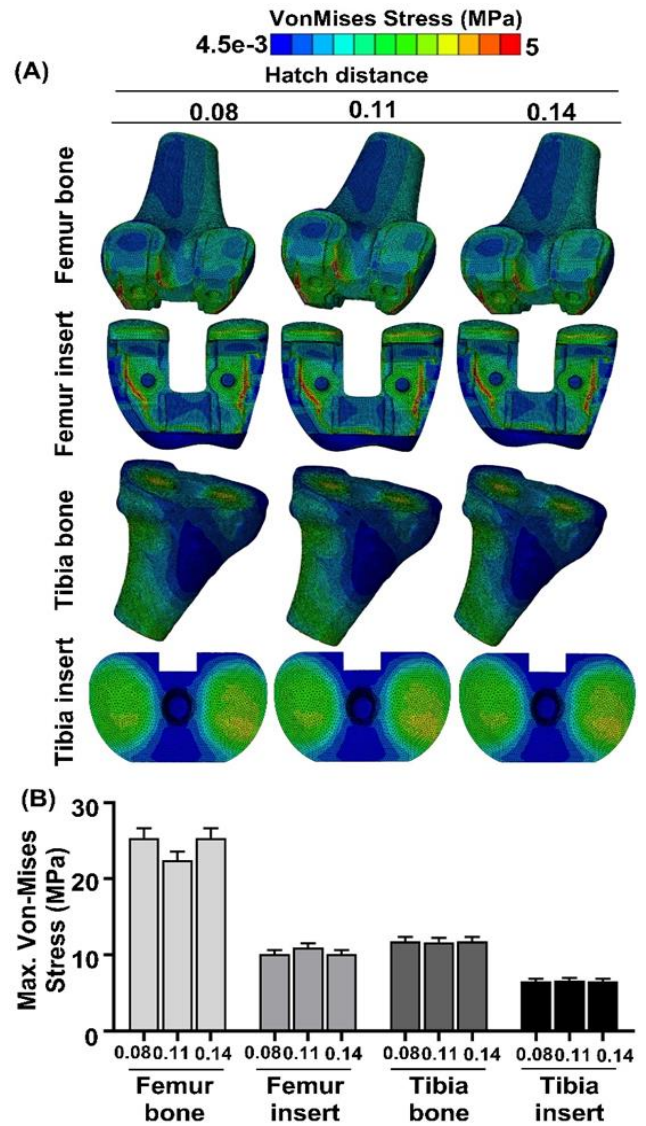 VonMises Stress (MPa)
4.5e-3 5
(A)
Hatch distance
0.08 0.11 0.14
Femur bone
Femur insert
Tibia bone
Tibia insert
(B)
Max. Von-Mises
Stress (MPa)
30
20
10
0
0.08 0.11 0.14 0.08 0.11 0.14 0.08 0.11 0.14 0.08 0.11 0.14
Femur Femur Tibia Tibia
bone insert bone insert